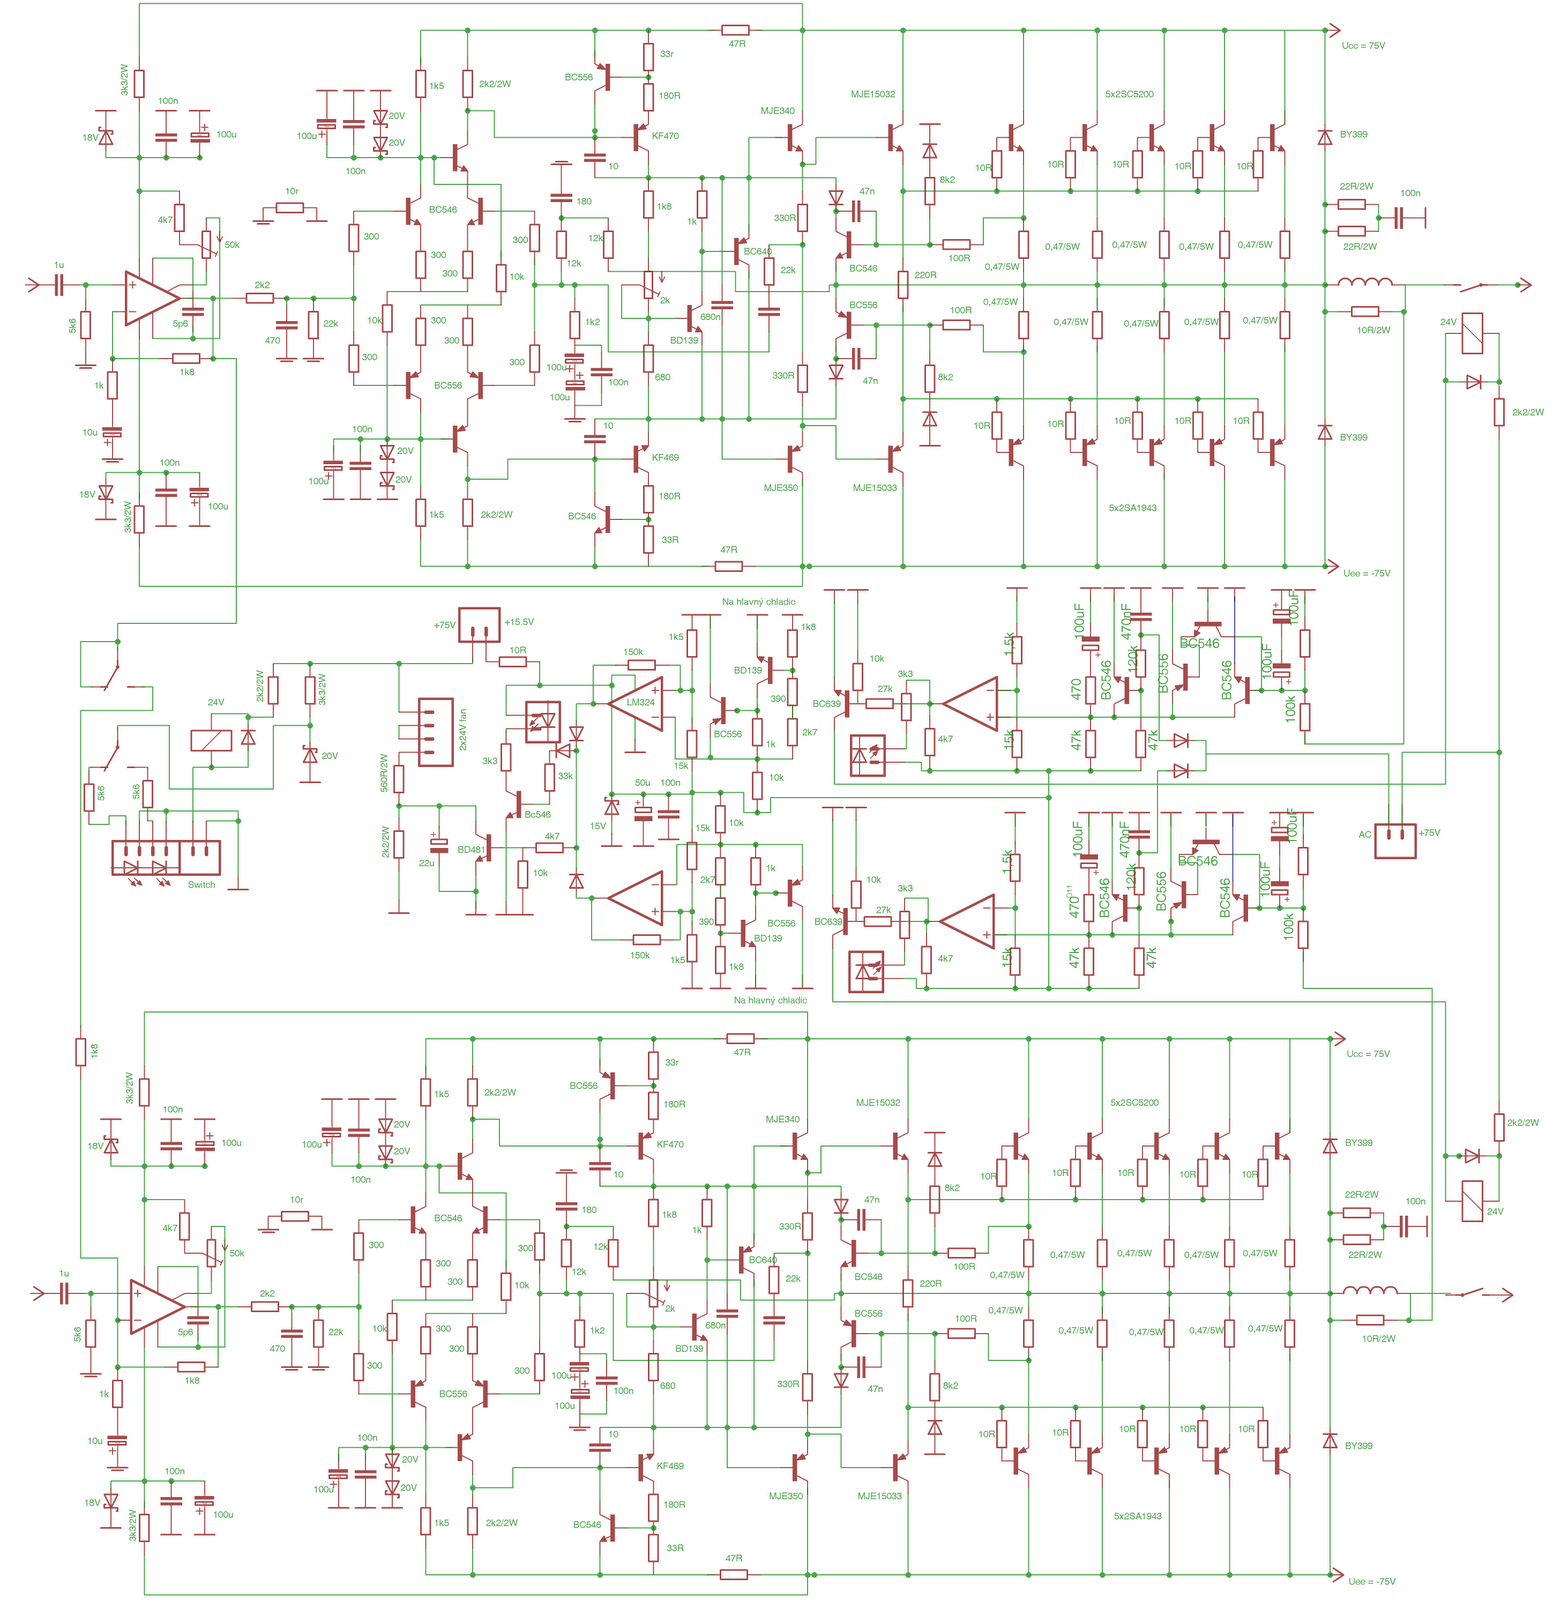 Ucc = 75V
47R
33r
BC556
3k3/2W
1k5
2k2/2W
180R
MJE15032
5x2SC5200
MJE340
100n
18V
100u
100u
20V
20V
100n
KF470
BY399
10
10R
10R
10R
10R
10r
4k7
50k
BC546
180
1k8
1k
330R
47n
8k2
22R/2W
100n
300
300
300
300
12k
12k
BC640
22k
BC546
100R
0,47/5W
0,47/5W
0,47/5W
0,47/5W
0,47/5W
22R/2W
1u
2k2
10k
2k
220R
0,47/5W
5k6
5p6
470
22k
10k
300
300
1k2
680n
BD139
BC556
100R
0,47/5W
0,47/5W
0,47/5W
0,47/5W
10R/2W
24V
1k8
1k
300
300
BC556
100u
100u
100n
680
330R
47n
8k2
2k2/2W
10u
100n
100n
20V
20V
10
KF469
10R
10R
10R
10R
BY399
18V
100u
3k3/2W
100u
1k5
2k2/2W
BC546
180R
33R
MJE350
MJE15033
5x2SA1943
47R
Uee = -75V
Na hlavný chladic
+75V
+15.5V
10R
150k
1k5
BD139
1k8
10k
3k3
27k
BC639
1,5k
100uF
470nF
BC546
100uF
100uF
470
BC546
120k
BC556
BC546
100k
24V
2k2/2W
3k3/2W
2x24V fan
LM324
BC556
390
1k
2k7
4k7
15k
47k
47k
20V
560R/2W
3k3
33k
15k
10k
5k6
5k6
Bc546
50u
100n
15V
15k
10k
2k2/2W
22u
BD481
4k7
10k
2k7
1k
390
BC556
BD139
150k
1k5
1k8
Switch
10k
3k3
27k
BC639
4k7
1,5k
100uF
470nF
BC546
100uF
100uF
470
D11
BC546
120k
BC556
BC546
100k
15k
47k
47k
AC
+75V
Na hlavný chladic
1k8
Ucc = 75V
47R
33r
BC556
3k3/2W
1k5
2k2/2W
180R
MJE15032
5x2SC5200
MJE340
2k2/2W
100n
18V
100u
100u
20V
20V
100n
KF470
BY399
10
10R
10R
10R
10R
10r
4k7
50k
BC546
180
1k8
1k
330R
47n
8k2
22R/2W
100n
24V
300
300
300
300
12k
12k
BC640
22k
BC546
100R
0,47/5W
0,47/5W
0,47/5W
0,47/5W
0,47/5W
22R/2W
1u
2k2
10k
2k
220R
0,47/5W
5k6
5p6
470
22k
10k
300
300
1k2
680n
BD139
BC556
100R
0,47/5W
0,47/5W
0,47/5W
0,47/5W
10R/2W
1k8
1k
300
300
BC556
100u
100u
100n
680
330R
47n
8k2
10u
100n
100n
20V
20V
10
KF469
10R
10R
10R
10R
BY399
18V
100u
3k3/2W
100u
1k5
2k2/2W
BC546
180R
33R
MJE350
MJE15033
5x2SA1943
47R
Uee = -75V